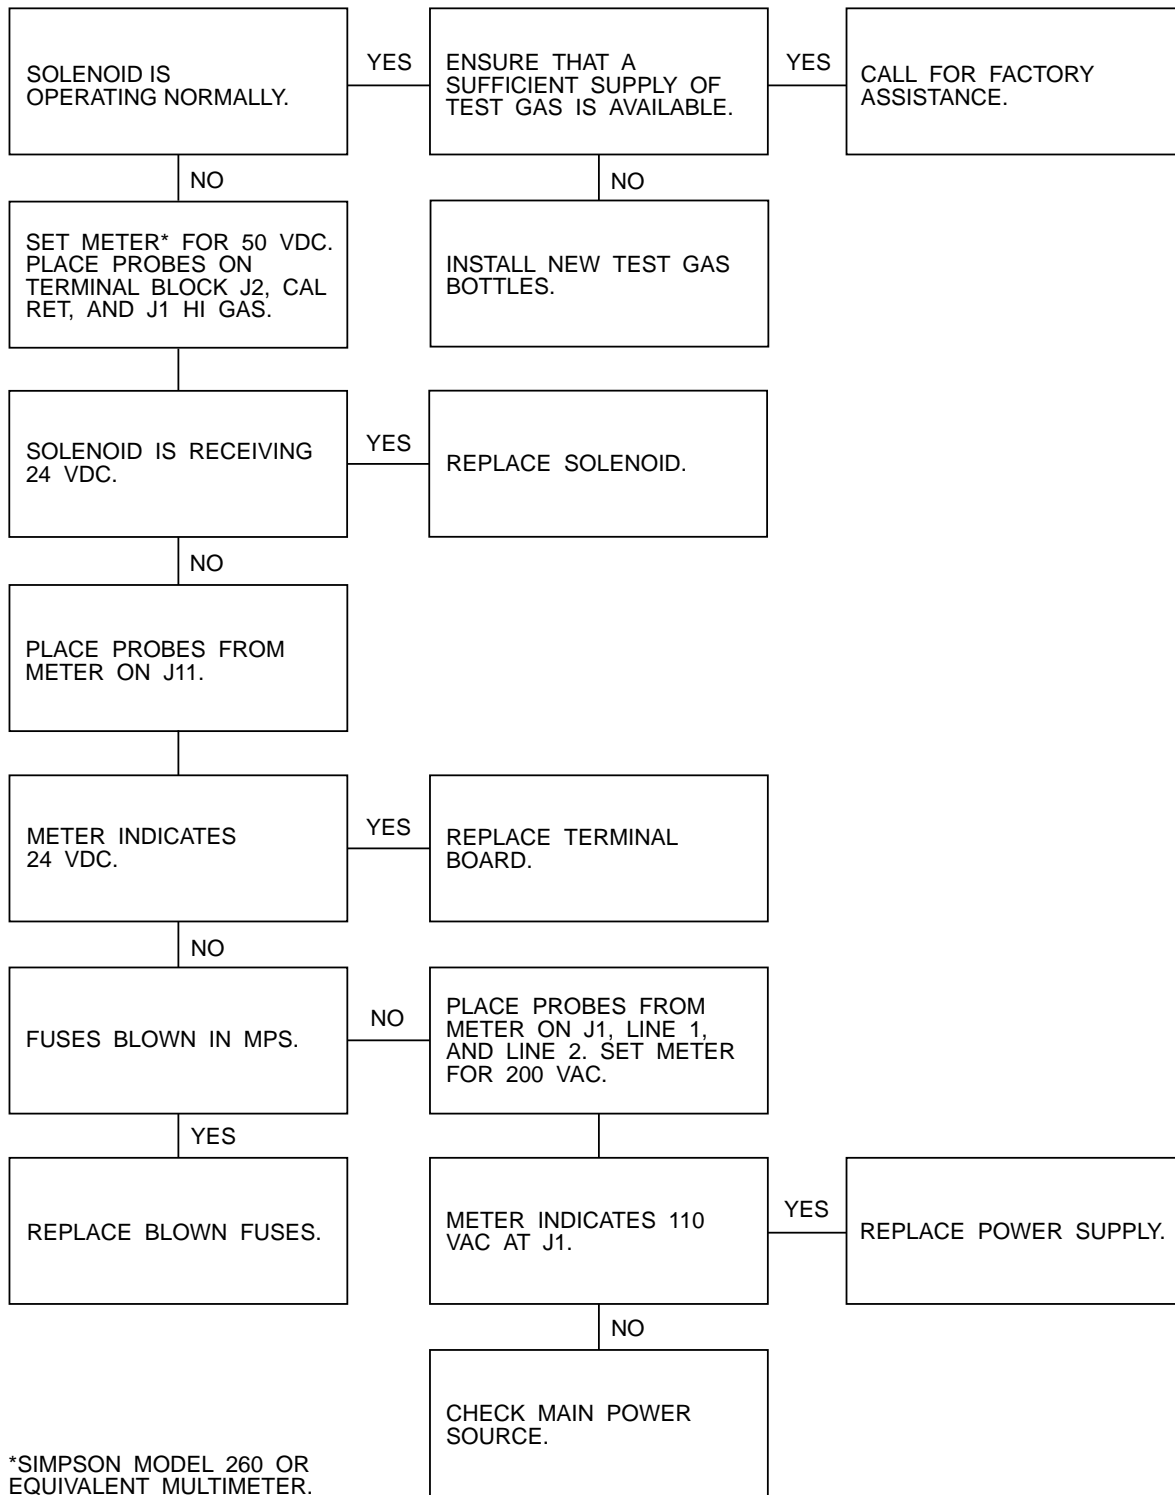 SOLENOID IS
OPERATING NORMALLY.
YES
ENSURE THAT A
SUFFICIENT SUPPLY OF
TEST GAS IS AVAILABLE.
YES
CALL FOR FACTORY
ASSISTANCE.
NO
NO
SET METER* FOR 50 VDC.
PLACE PROBES ON
TERMINAL BLOCK J2, CAL
RET, AND J1 HI GAS.
INSTALL NEW TEST GAS
BOTTLES.
SOLENOID IS RECEIVING
24 VDC.
YES
REPLACE SOLENOID.
NO
PLACE PROBES FROM
METER ON J11.
METER INDICATES
24 VDC.
YES
REPLACE TERMINAL
BOARD.
NO
FUSES BLOWN IN MPS.
NO
PLACE PROBES FROM
METER ON J1, LINE 1,
AND LINE 2. SET METER
FOR 200 VAC.
YES
REPLACE BLOWN FUSES.
METER INDICATES 110
VAC AT J1.
YES
REPLACE POWER SUPPLY.
NO
CHECK MAIN POWER
SOURCE.
*SIMPSON MODEL 260 OR
EQUIVALENT MULTIMETER.